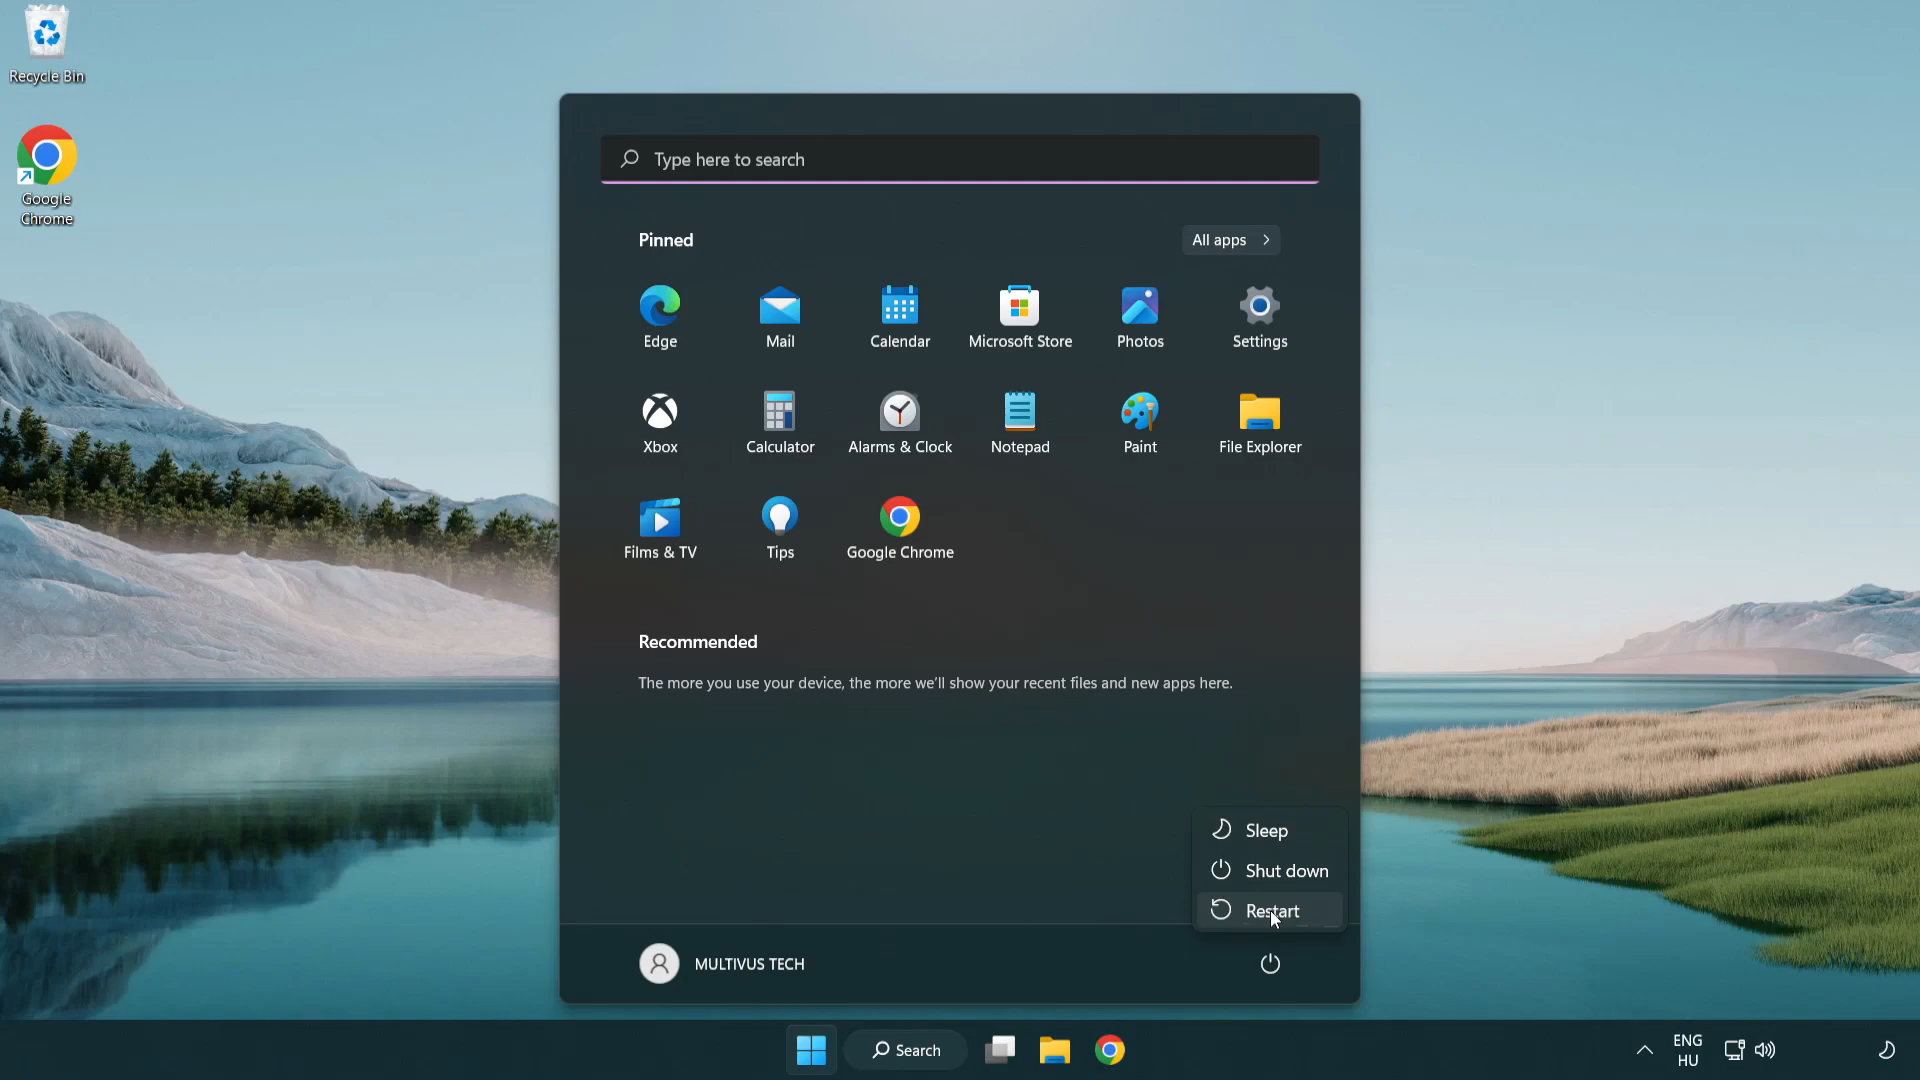 Recycle Bin
Google
Chrome
Type here to search
Pinned
All apps
Edge
Mail
Calendar
Microsoft Store
Photos
Settings
Xbox
Calculator
Alarms & Clock
Notepad
Paint
File Explorer
Films & TV
Tips
Google Chrome
Recommended
The more you use your device, the more we'll show your recent files and new apps here.
Sleep
Shut down
Restart
MULTIVUS TECH
Search
ENG
HU